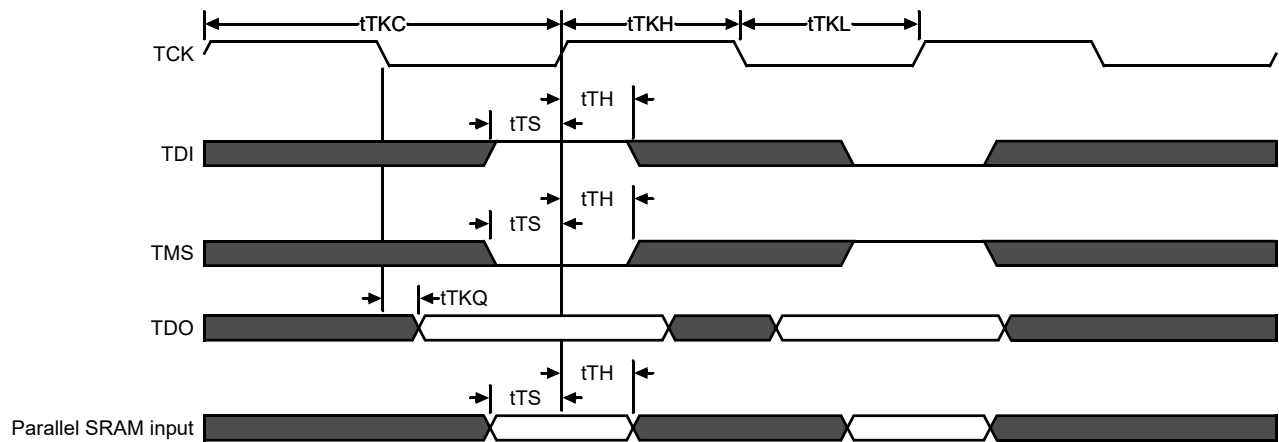 tTKC tTKH tTKL
TCK
tTH
tTS
TDI
tTH
tTS
TMS
tTKQ
TDO
tTH
tTS
Parallel SRAM input